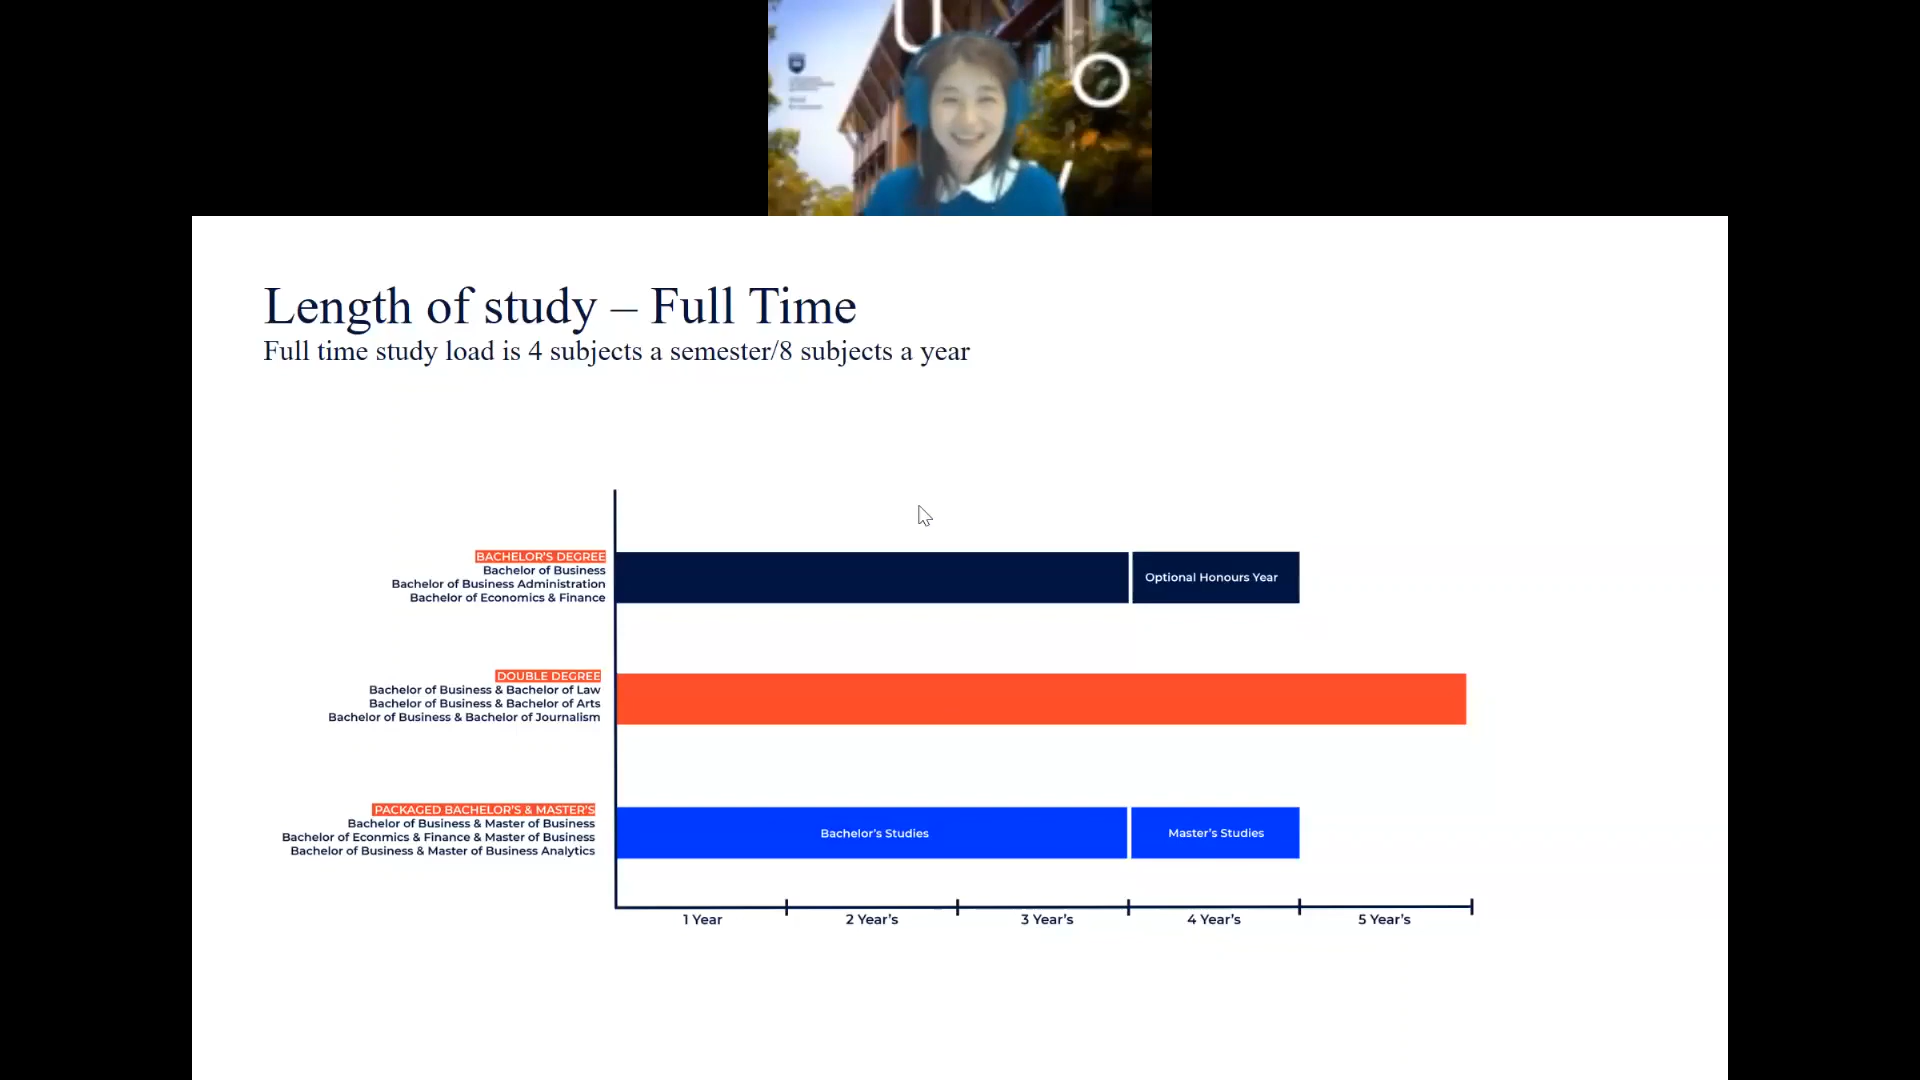 U
O
Length of study – Full Time
Full time study load is 4 subjects a semester/8 subjects a year
BACHELOR'S DEGREE
Bachelor of Business
Bachelor of Business Administration
Bachelor of Economics & Finance
Optional Honours Year
DOUBLE DEGREE
Bachelor of Business & Bachelor of Law
Bachelor of Business & Bachelor of Arts
Bachelor of Business & Bachelor of Journalism
PACKAGED BACHELOR'S & MASTER'S
Bachelor of Business & Master of Business
Bachelor of Econmics & Finance & Master of Business
Bachelor of Business & Master of Business Analytics
Bachelor's Studies
Master's Studies
1 Year
2 Year's
3 Year's
4 Year's
5 Year's